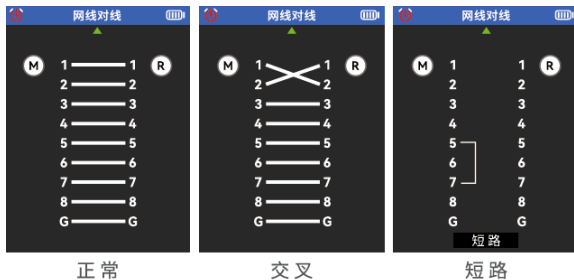 网线对线 网线对线 网线对线
M 1 1 R M 1 1 R M 1 1 R
2 2 2 2 2 2
3 3 3 3 3 3
4 4 4 4 4 4
5 5 5 5 5 5
6 6 6 6 6 6
7 7 7 7 7 7
8 8 8 8 8 8
G G G G G G
短路
正常 交叉 短路